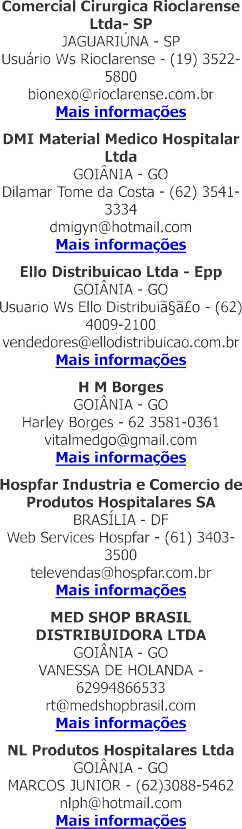 Comercial Cirurgica Rioclarense
Ltda- SP
JAGUARIÚNA - SP
Usuário Ws Rioclarense - (19) 3522-
5800
bionexo@rioclarense.com.br
Mais informações
DMI Material Medico Hospitalar
Ltda
GOIÂNIA - GO
Dilamar Tome da Costa - (62) 3541-
3334
dmigyn@hotmail.com
Mais informações
Ello Distribuicao Ltda - Epp
GOIÂNIA - GO
Usuario Ws Ello Distribuiã§ã£o - (62)
4009-2100
vendedores@ellodistribuicao.com.br
Mais informações
H M Borges
GOIÂNIA - GO
Harley Borges - 62 3581-0361
vitalmedgo@gmail.com
Mais informações
Hospfar Industria e Comercio de
Produtos Hospitalares SA
BRASÍLIA - DF
Web Services Hospfar - (61) 3403-
3500
televendas@hospfar.com.br
Mais informações
MED SHOP BRASIL
DISTRIBUIDORA LTDA
GOIÂNIA - GO
VANESSA DE HOLANDA -
62994866533
rt@medshopbrasil.com
Mais informações
NL Produtos Hospitalares Ltda
GOIÂNIA - GO
MARCOS JUNIOR - (62)3088-5462
nlph@hotmail.com
Mais informações